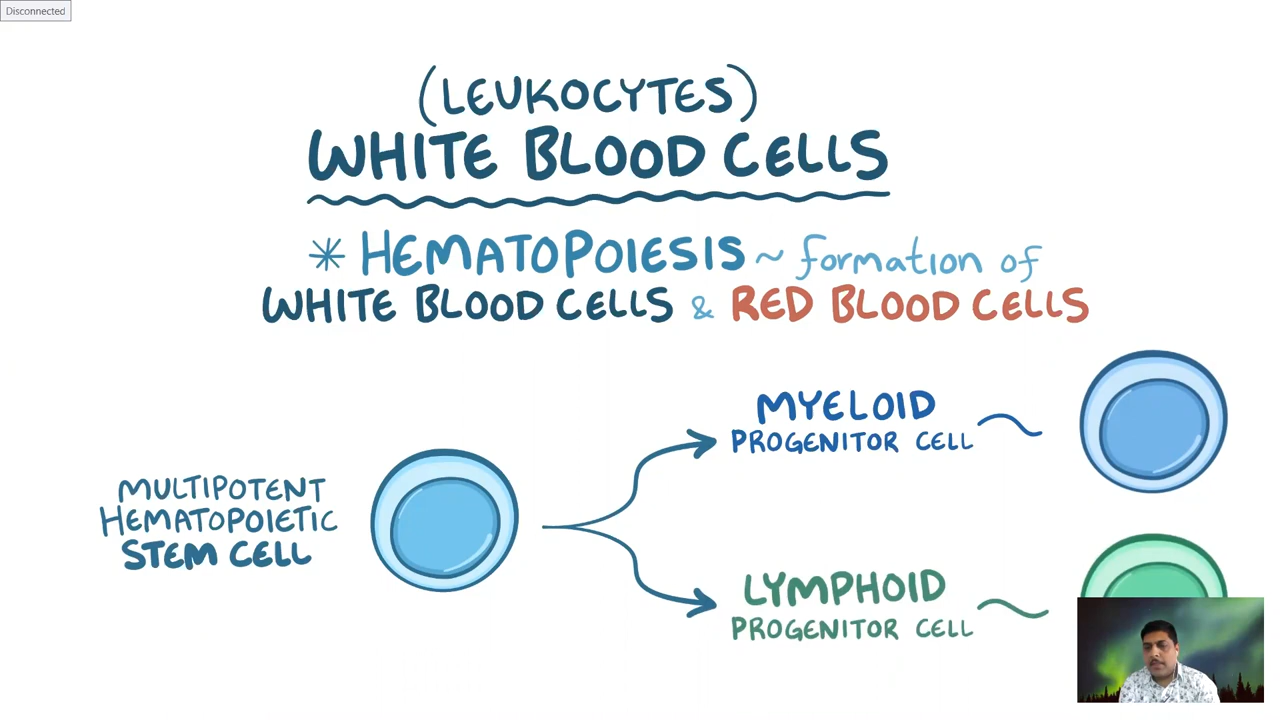 Disconnected
(LEUKOCYTES)
WHITE BLOOD CELLS
* HEMATOPOIESIS ~ formation of
WHITE BLOOD CELLS & RED BLOOD CELLS
MULTIPOTENT
HEMATOPOIETIC
STEM CELL
MYELOID
PROGENITOR CELL
LYMPHOID
PROGENITOR CELL